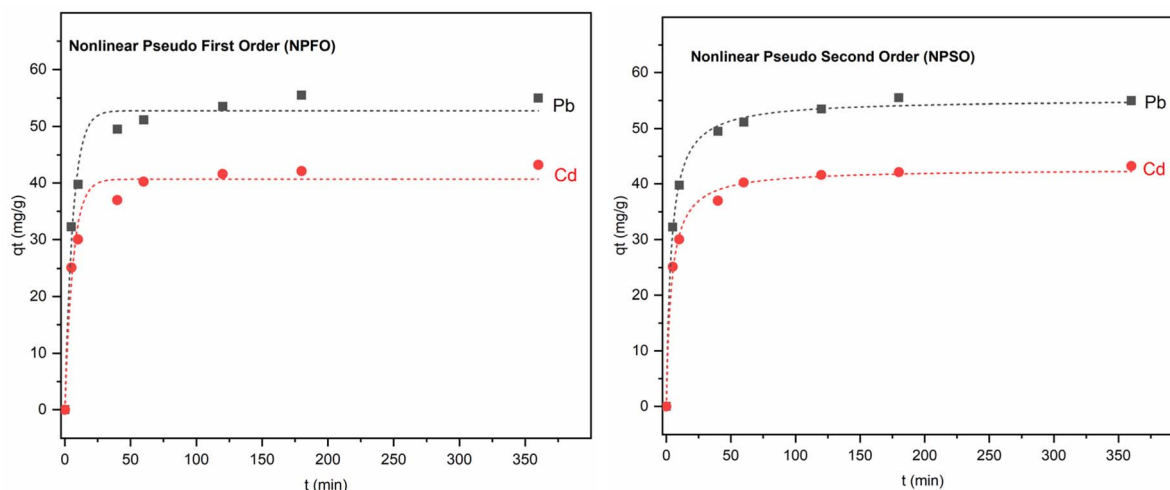 Nonlinear Pseudo First Order (NPFO)
60
50
40
30
20
10
0
qt (mg/g)
Pb
Cd
0 50 100 150 200 250 300 350
t (min)
Nonlinear Pseudo Second Order (NPSO)
60
50
40
30
20
10
0
qt (mg/g)
Pb
Cd
0 50 100 150 200 250 300 350
t (min)